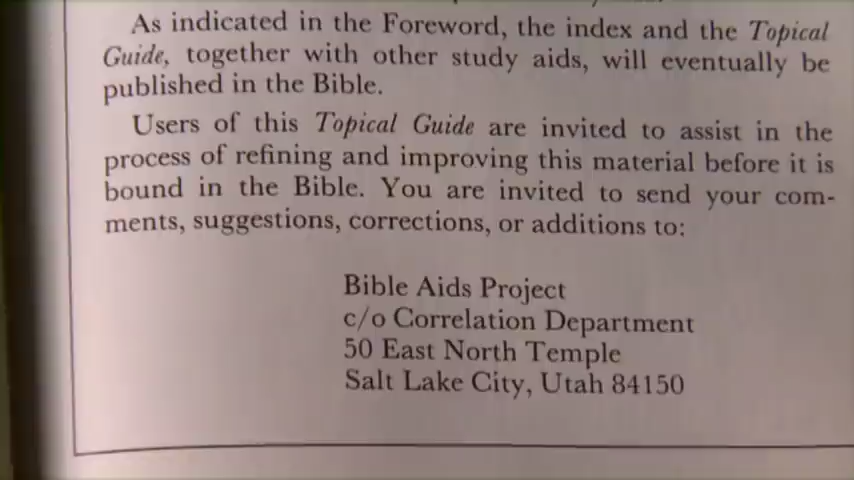 As indicated in the Foreword, the index and the Topical
Guide, together with other study aids, will eventually be
published in the Bible.
Users of this Topical Guide are invited to assist in the
process of refining and improving this material before it is
bound in the Bible. You are invited to send your com-
ments, suggestions, corrections, or additions to:
Bible Aids Project
c/o Correlation Department
50 East North Temple
Salt Lake City, Utah 84150